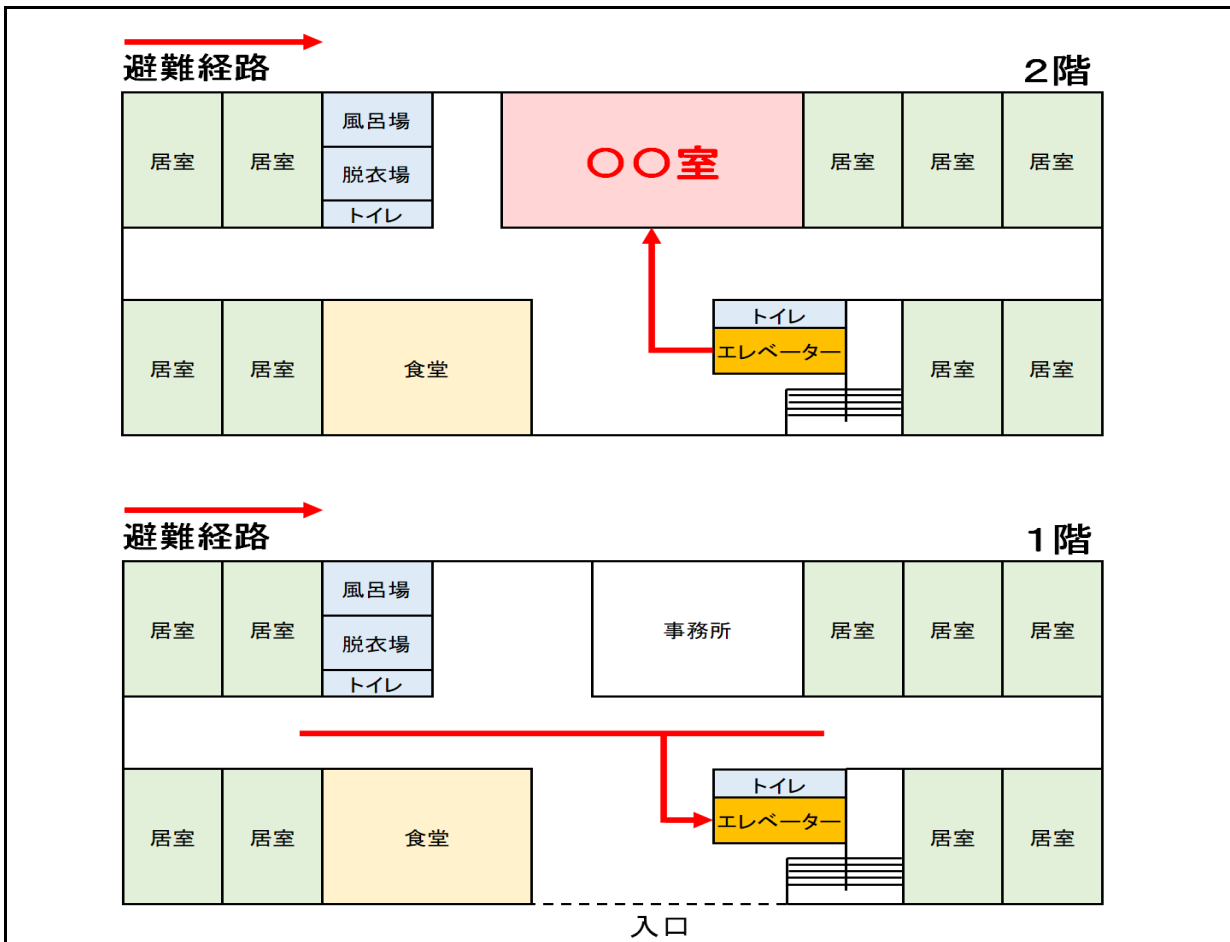 避難経路
2階
居室
居室
風呂場
脱衣場
トイレ
〇〇室
居室
居室
居室
居室
居室
食堂
トイレ
エレベーター
居室
居室
避難経路
1階
居室
居室
風呂場
脱衣場
トイレ
事務所
居室
居室
居室
居室
居室
食堂
トイレ
エレベーター
居室
居室
入口